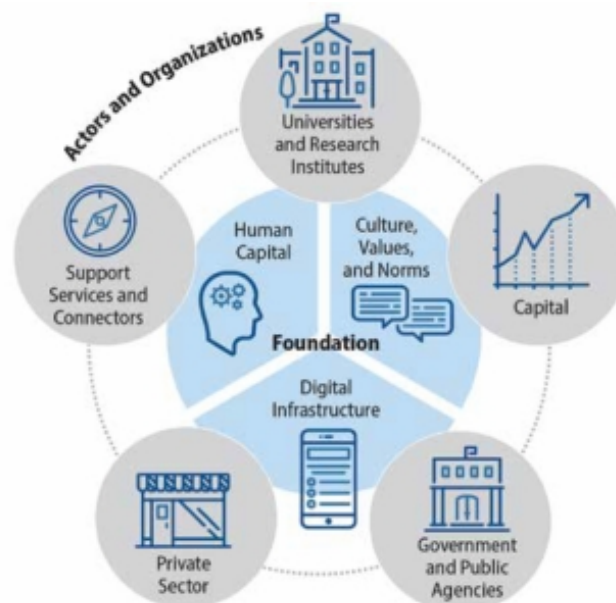 Actors and Organizations
Universities
and Research
Institutes
Support
Services and
Connectors
Human
Capital
Culture,
Values,
and Norms
Capital
Foundation
Digital
Infrastructure
Private
Sector
Government
and Public
Agencies